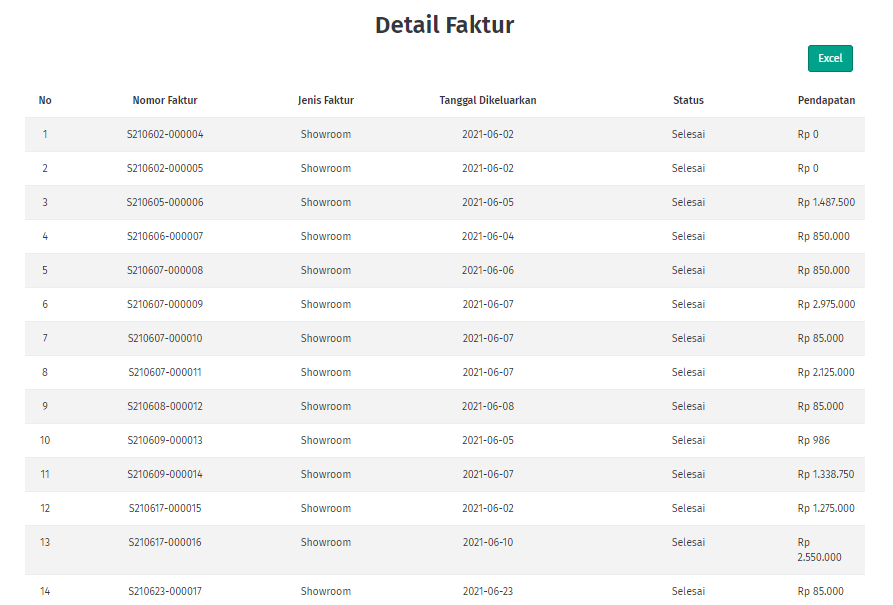 Detail Faktur
Excel
No Nomor Faktur Jenis Faktur Tanggal Dikeluarkan Status Pendapatan
1 S210602-000004 Showroom 2021-06-02 Selesai Rp 0
2 S210602-000005 Showroom 2021-06-02 Selesai Rp 0
3 S210605-000006 Showroom 2021-06-05 Selesai Rp 1.487.500
4 S210606-000007 Showroom 2021-06-04 Selesai Rp 850.000
5 S210607-000008 Showroom 2021-06-06 Selesai Rp 850.000
6 S210607-000009 Showroom 2021-06-07 Selesai Rp 2.975.000
7 S210607-000010 Showroom 2021-06-07 Selesai Rp 85.000
8 S210607-000011 Showroom 2021-06-07 Selesai Rp 2.125.000
9 S210608-000012 Showroom 2021-06-08 Selesai Rp 85.000
10 S210609-000013 Showroom 2021-06-05 Selesai Rp 986
11 S210609-000014 Showroom 2021-06-07 Selesai Rp 1.338.750
12 S210617-000015 Showroom 2021-06-02 Selesai Rp 1.275.000
13 S210617-000016 Showroom 2021-06-10 Selesai Rp
2.550.000
14 S210623-000017 Showroom 2021-06-23 Selesai Rp 85.000